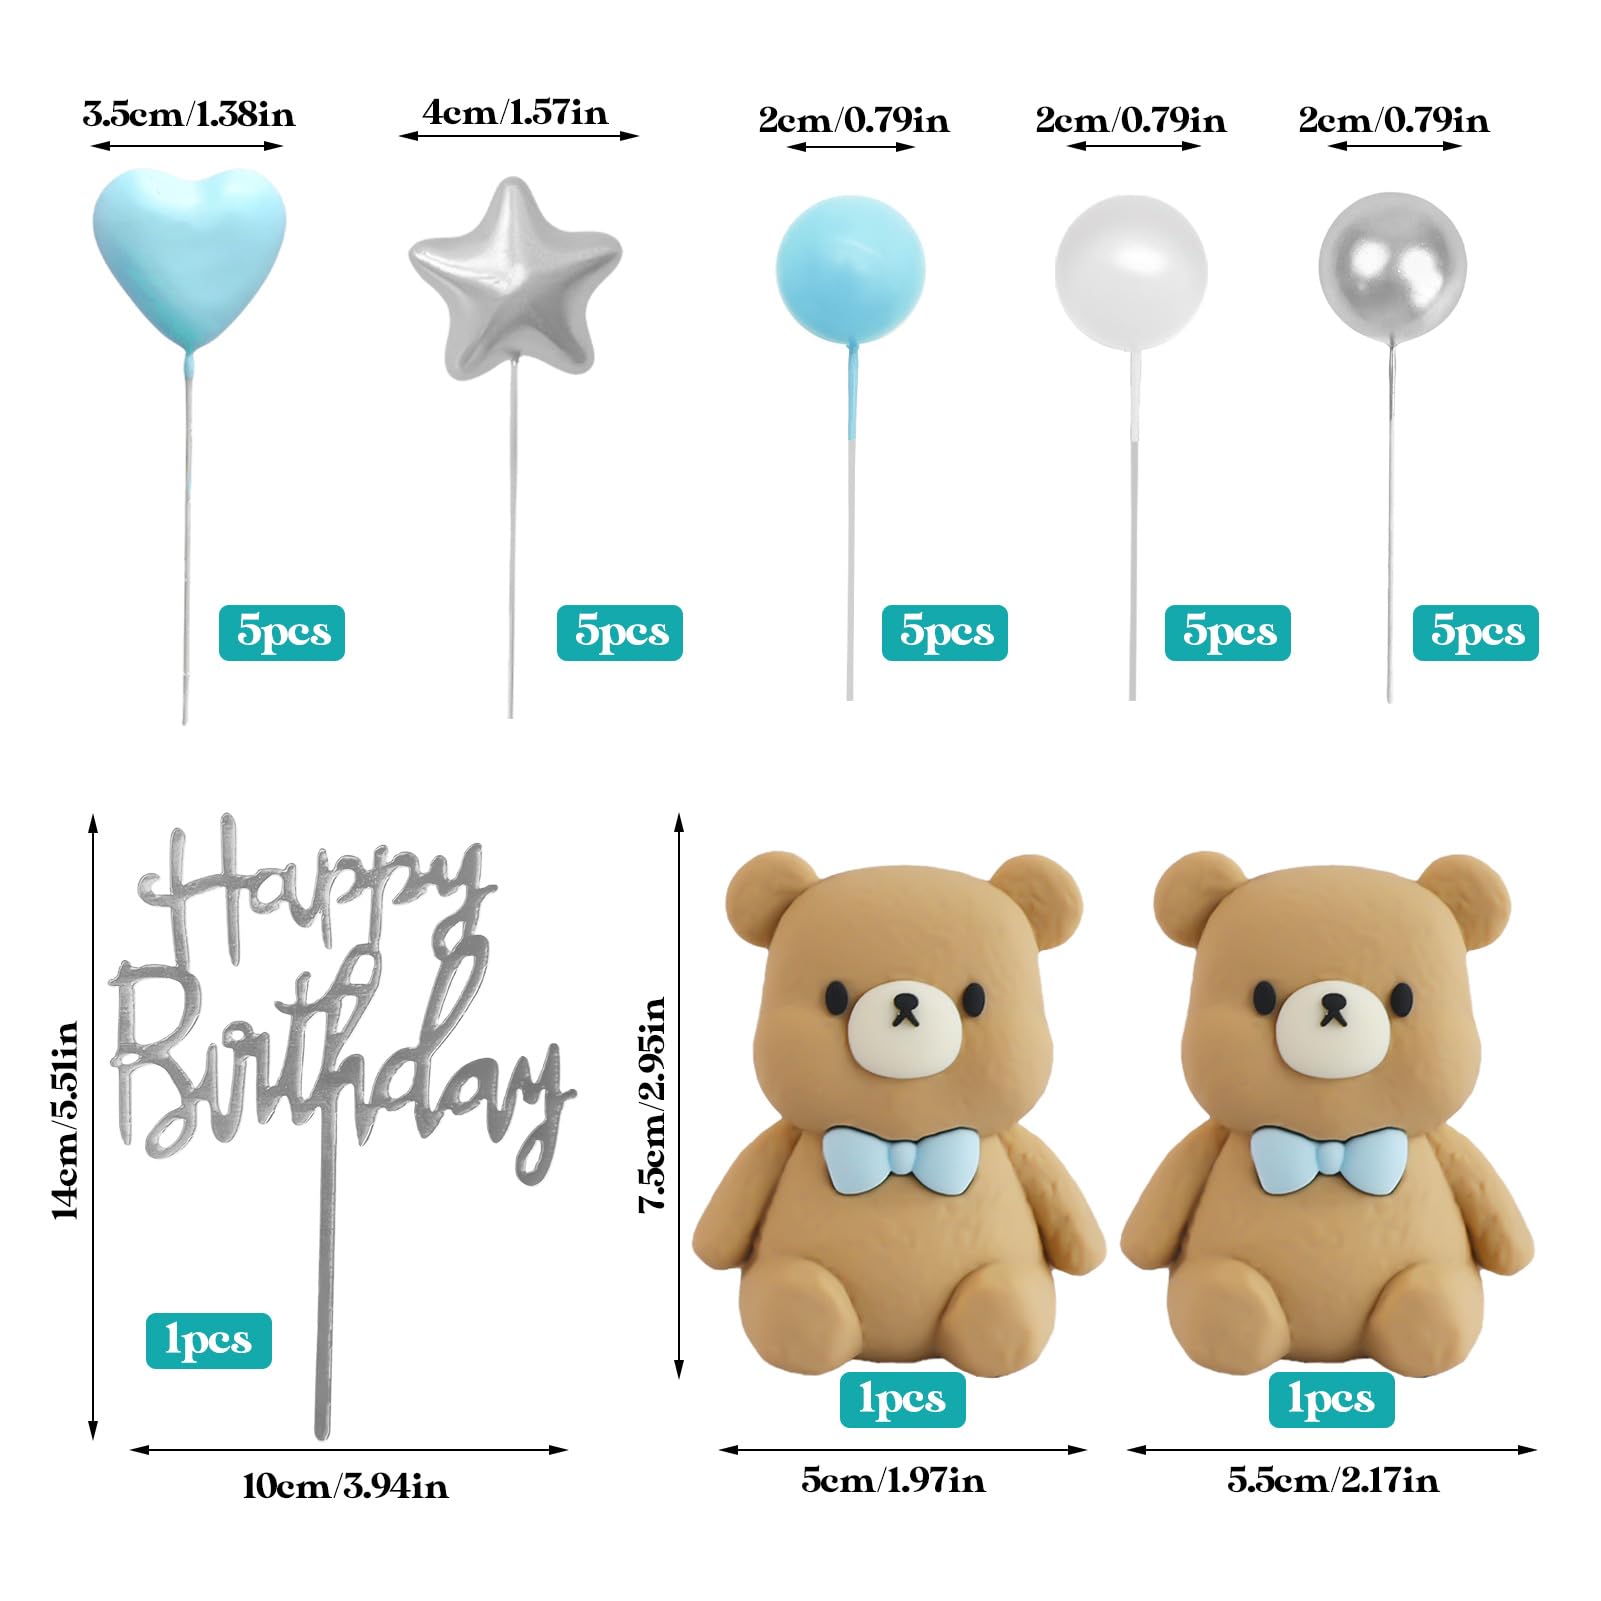 3.5cm/1.38in
4cm/1.57in
2cm/0.79in
2cm/0.79in
2cm/0.79in
5pcs
5pcs
5pcs
5pcs
5pcs
Happy
Birthday
14cm/5.51in
1pcs
10cm/3.94in
7.5cm/2.95in
1pcs
5cm/1.97in
1pcs
5.5cm/2.17in